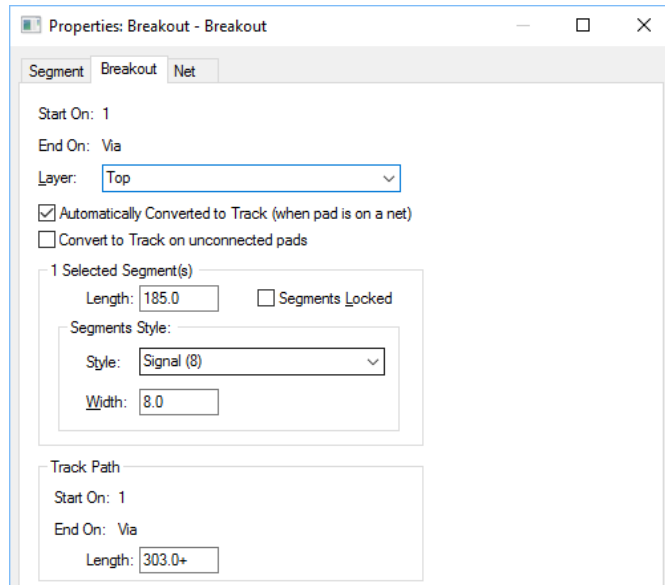 Properties: Breakout - Breakout
Segment Breakout Net
Start On: 1
End On: Via
Layer: Top
Automatically Converted to Track (when pad is on a net)
Convert to Track on unconnected pads
1 Selected Segment(s)
Length: 185.0 Segments Locked
Segments Style:
Style: Signal (8)
Width: 8.0
Track Path
Start On: 1
End On: Via
Length: 303.0+